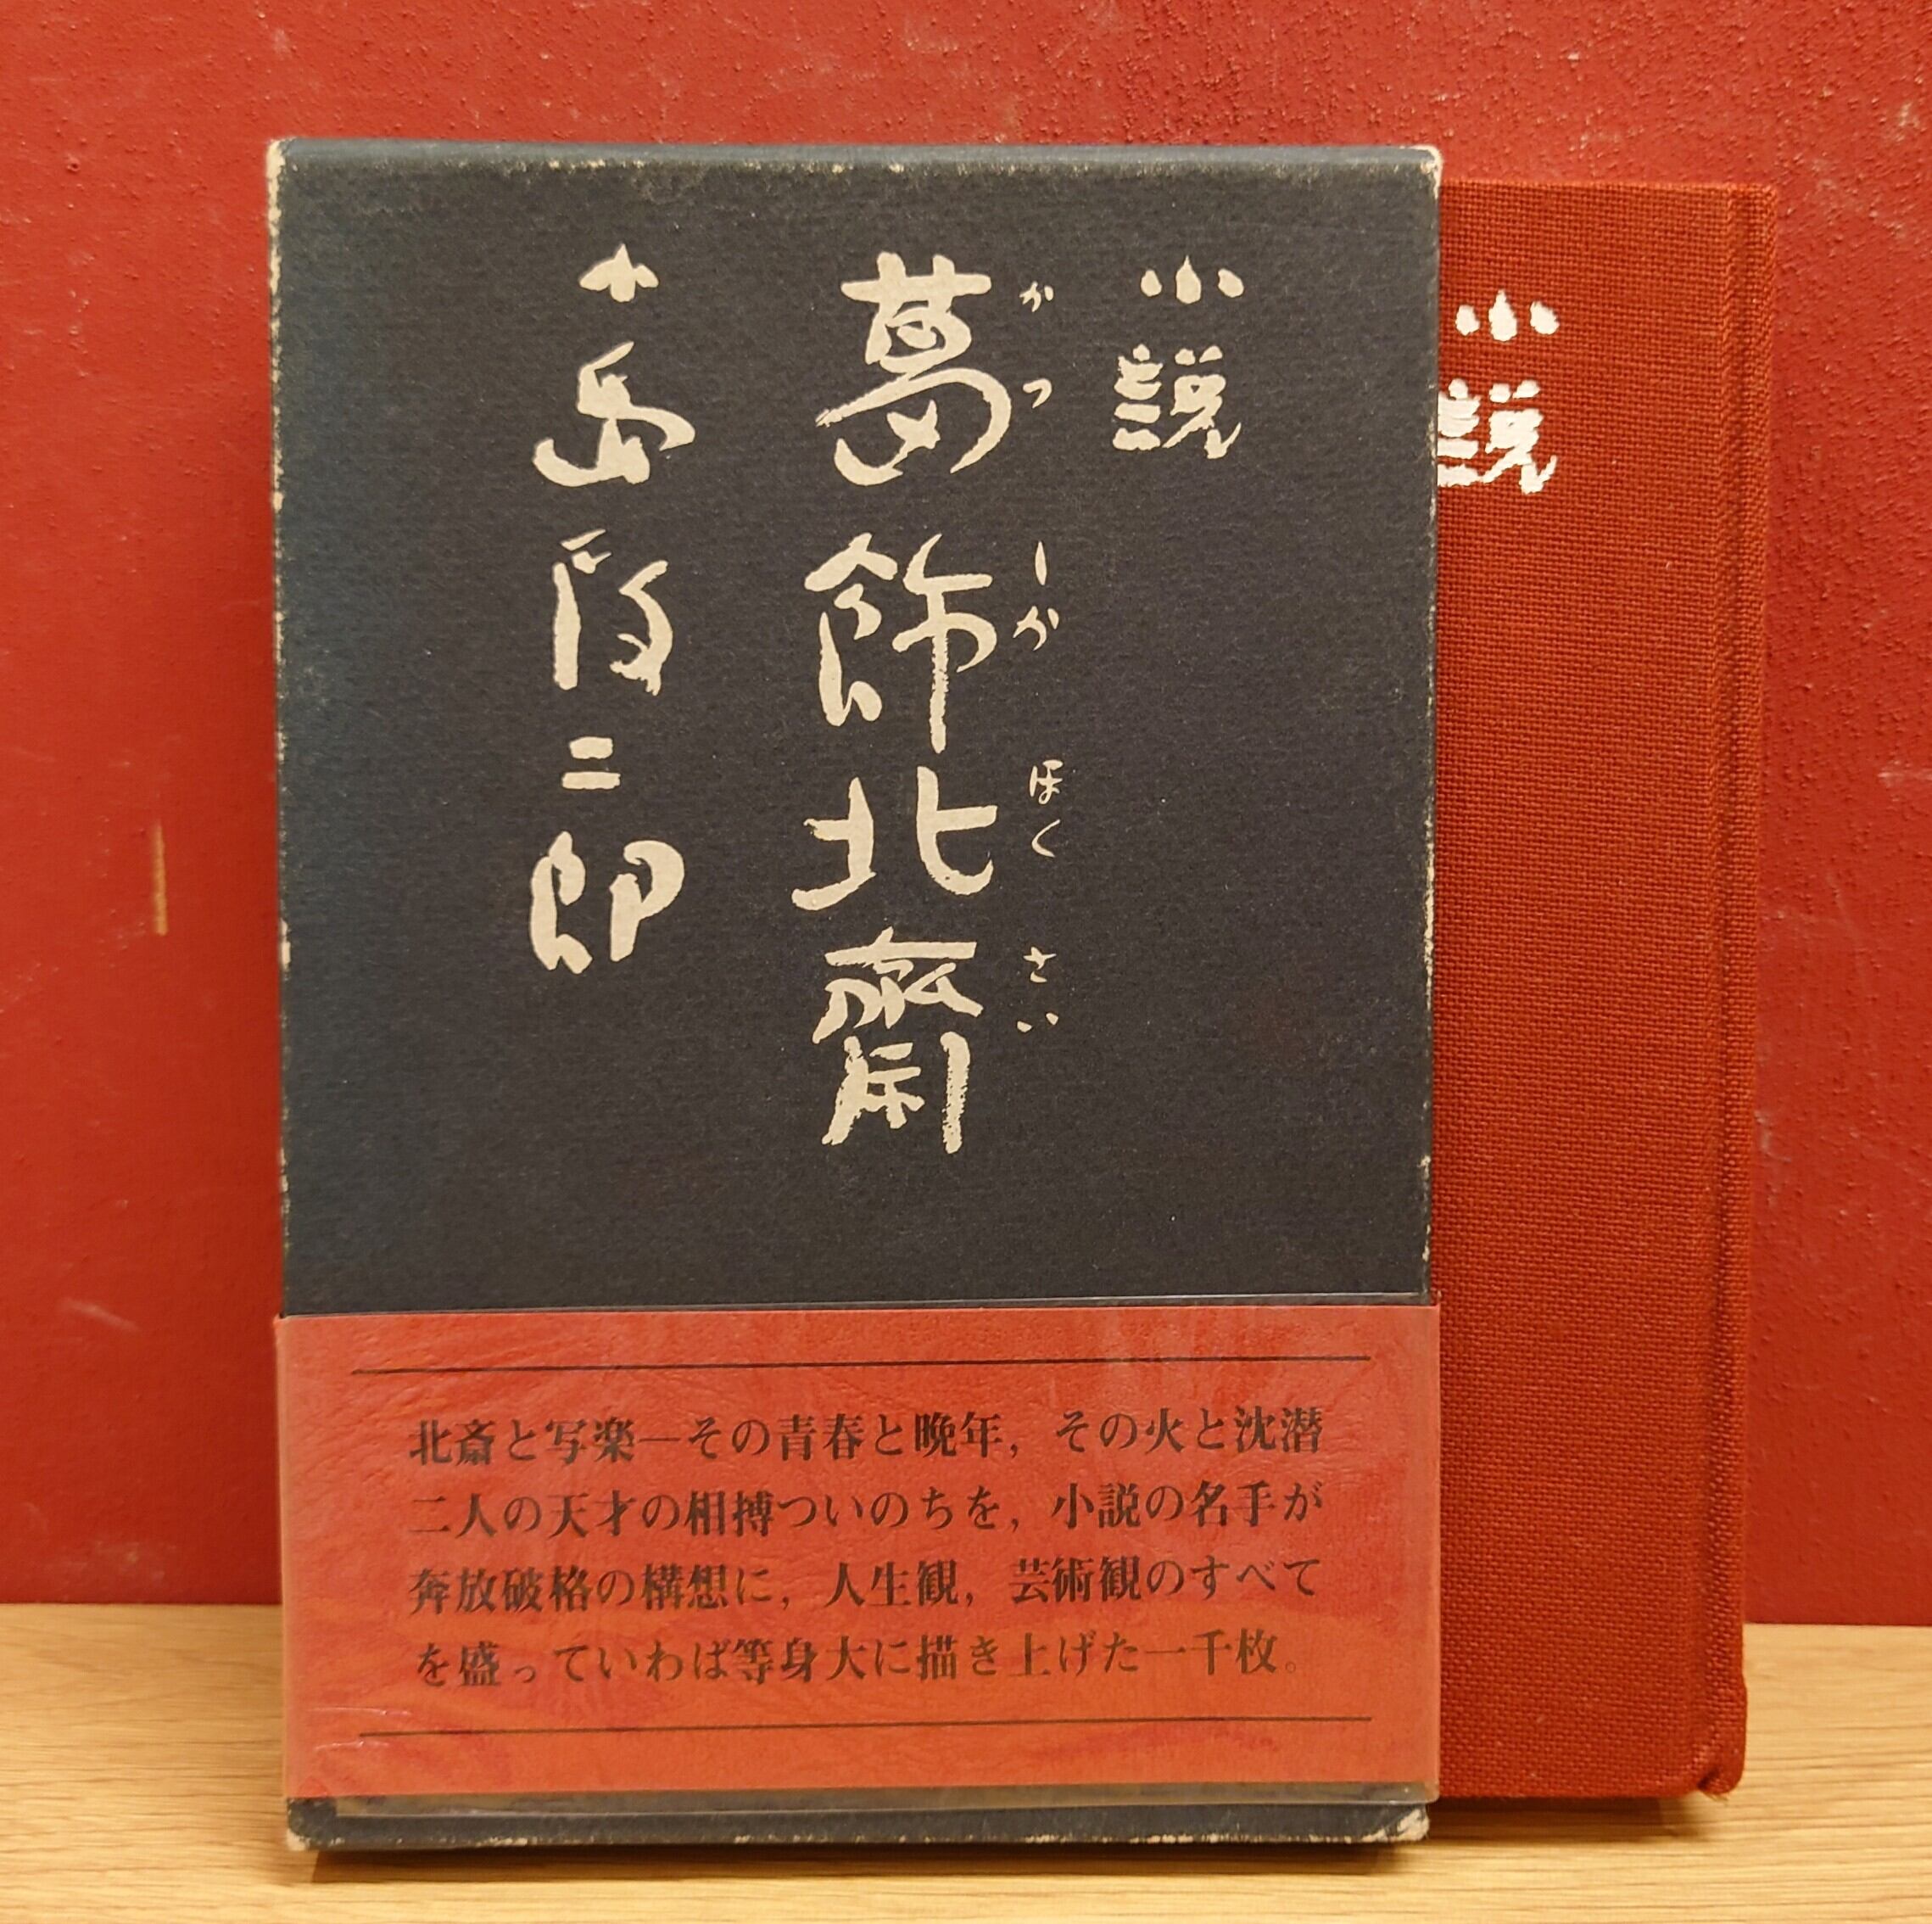 小説
葛飾北齋
かつしかほくさい
小島政二郎
北斎と写楽―その青春と晩年，その火と沈潜
二人の天才の相搏ついのちを，小説の名手が
奔放破格の構想に，人生観，芸術観のすべて
を盛っていわば等身大に描き上げた一千枚。
小説